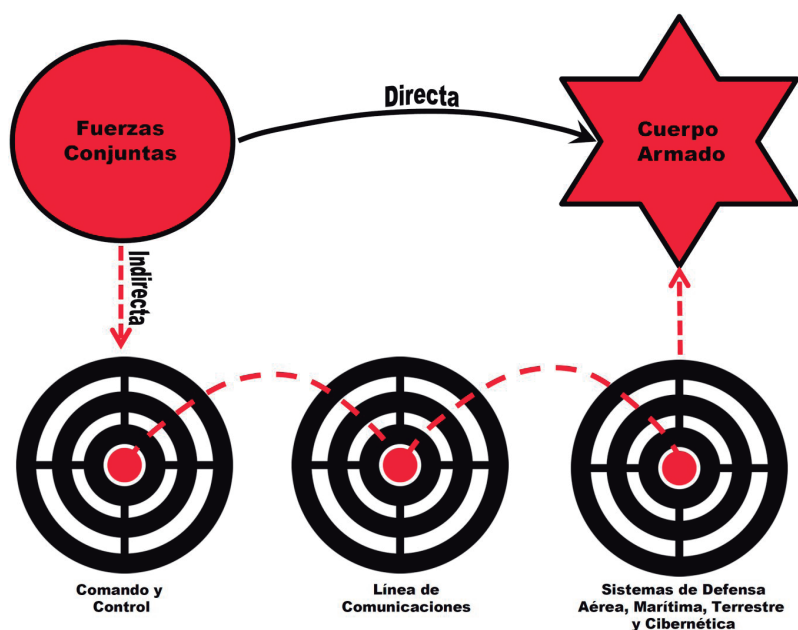 Directa
Fuerzas
Conjuntas
Cuerpo
Armado
Indirecta
Comando y
Control
Línea de
Comunicaciones
Sistemas de Defensa
Aérea, Marítima, Terrestre
y Cibernética